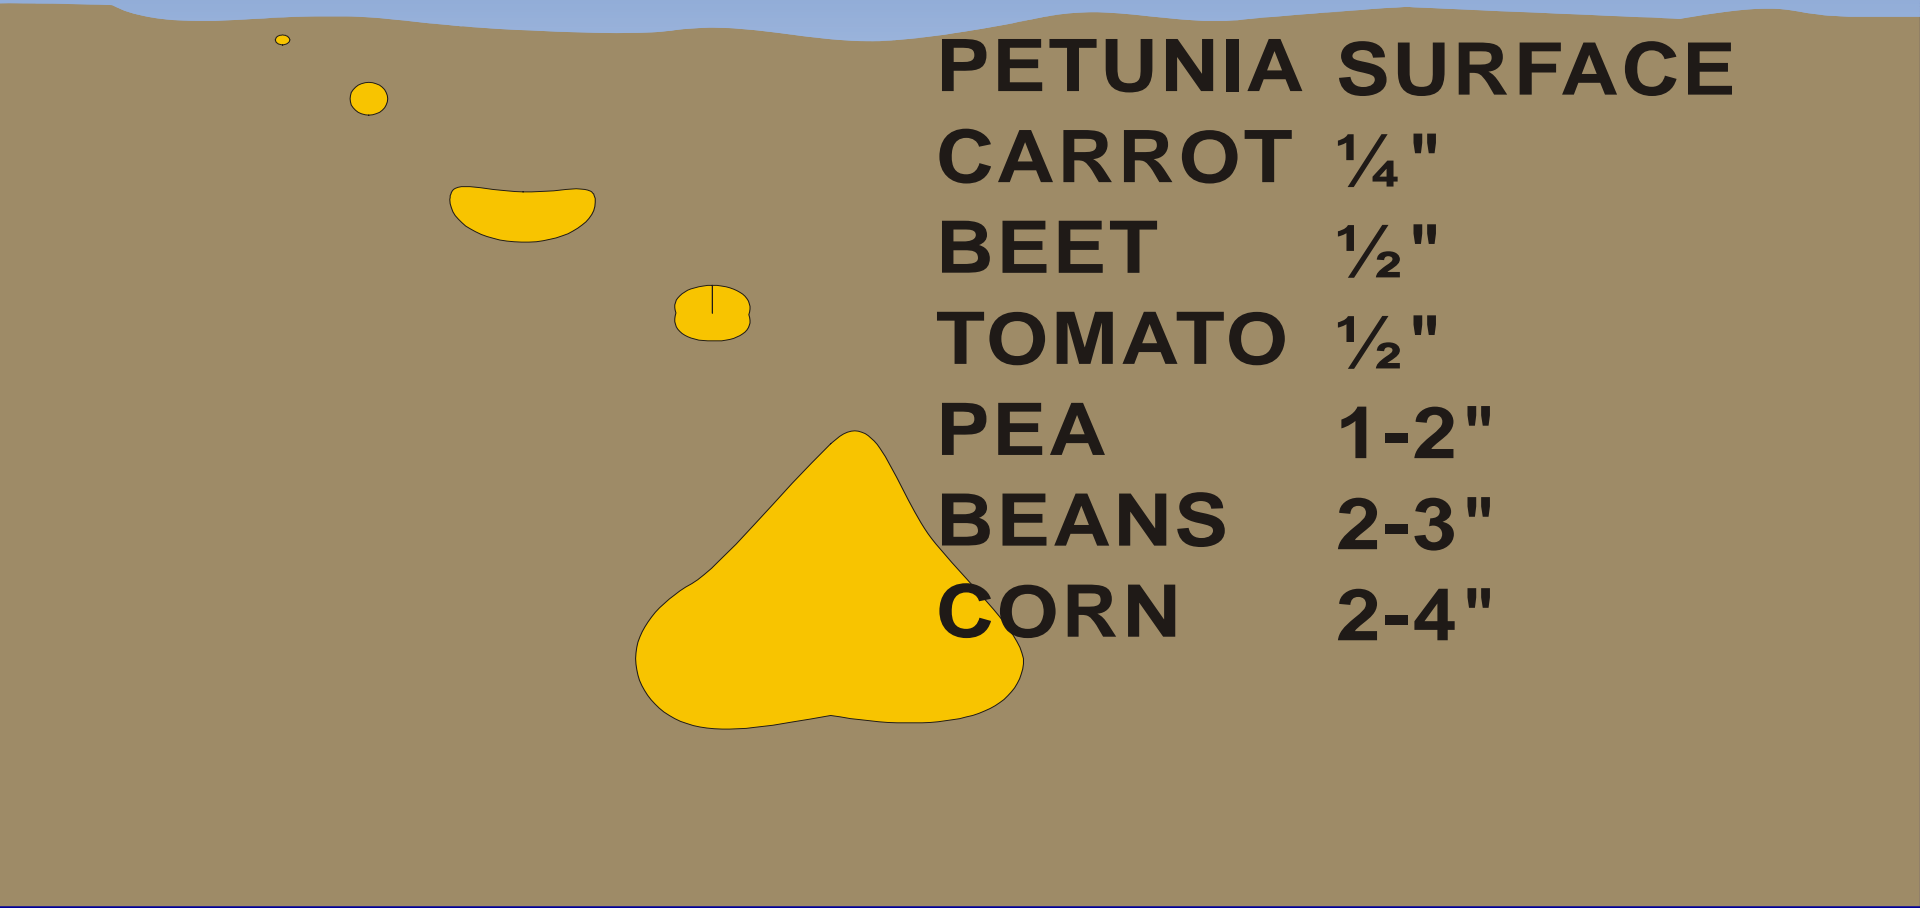 PETUNIA SURFACE
CARROT ¼"
BEET ½"
TOMATO ½"
PEA 1-2"
BEANS 2-3"
CORN 2-4"